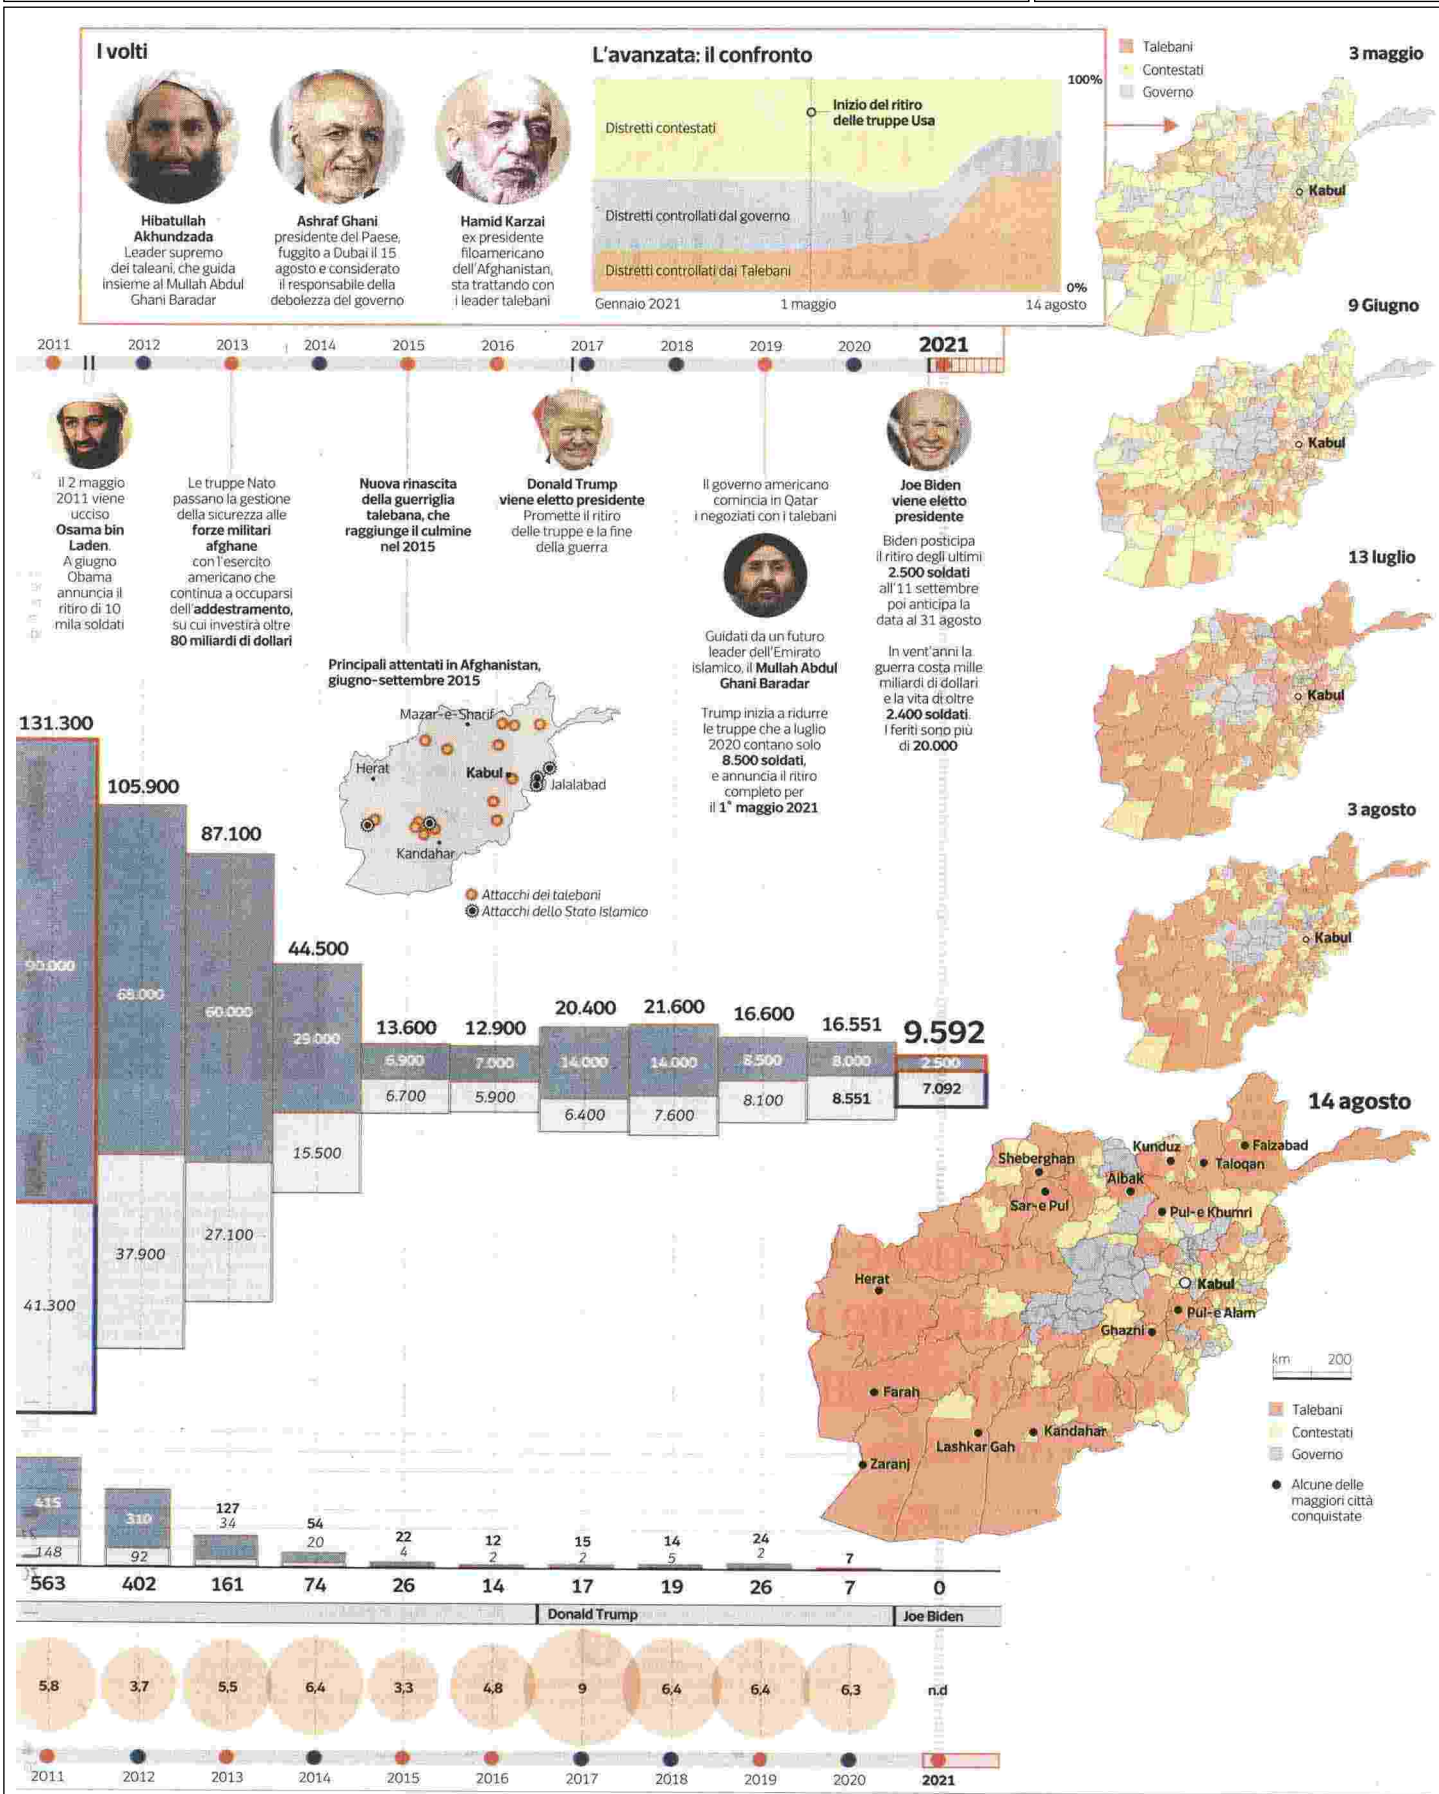 I volti
Hibatullah
Akhundzada
Leader supremo
dei taleani, che guida
insieme al Mullah Abdul
Ghani Baradar
Ashraf Ghani
presidente del Paese,
fuggito a Dubai il 15
agosto e considerato
il responsabile della
debolezza del governo
Hamid Karzai
ex presidente
filoamericano
dell'Afghanistan,
sta trattando con
i leader talebani
L'avanzata: il confronto
100%
Inizio del ritiro
delle truppe Usa
Distretti contestati
Distretti controllati dal governo
Distretti controllati dai Talebani
0%
Gennaio 2021
1 maggio
14 agosto
Talebani
Contestati
Governo
3 maggio
Kabul
9 Giugno
Kabul
13 luglio
Kabul
3 agosto
Kabul
2011
2012
2013
2014
2015
2016
2017
2018
2019
2020
2021
Il 2 maggio
2011 viene
ucciso
Osama bin
Laden.
A giugno
Obama
annuncia il
ritiro di 10
mila soldati
Le truppe Nato
passano la gestione
della sicurezza alle
forze militari
afghane
con l'esercito
americano che
continua a occuparsi
dell'addestramento,
su cui investirà oltre
80 miliardi di dollari
Nuova rinascita
della guerriglia
talebana, che
raggiunge il culmine
nel 2015
Donald Trump
viene eletto presidente
Promette il ritiro
delle truppe e la fine
della guerra
Il governo americano
comincia in Qatar
i negoziati con i talebani
Guidati da un futuro
leader dell'Emirato
islamico, il Mullah Abdul
Ghani Baradar
Trump inizia a ridurre
le truppe che a luglio
2020 contano solo
8.500 soldati,
e annuncia il ritiro
completo per
il 1° maggio 2021
Joe Biden
viene eletto
presidente
Biden posticipa
il ritiro degli ultimi
2.500 soldati
all'11 settembre
poi anticipa la
data al 31 agosto
In vent'anni la
guerra costa mille
miliardi di dollari
e la vita di oltre
2.400 soldati.
I feriti sono più
di 20.000
Principali attentati in Afghanistan,
giugno-settembre 2015
Mazar-e-Sharif
Herat
Kabul
Jalalabad
Kandahar
Attacchi dei talebani
Attacchi dello Stato Islamico
131.300
90.000
41.300
105.900
68.000
37.900
87.100
60.000
27.100
44.500
29.000
15.500
13.600
6.900
6.700
12.900
7.000
5.900
20.400
14.000
6.400
21.600
14.000
7.600
16.600
8.500
8.100
16.551
8.000
8.551
9.592
2.500
7.092
14 agosto
Sheberghan
Kunduz
Faizabad
Taloqan
Aibak
Sar-e Pul
Pul-e Khumri
Herat
Kabul
Pul-e Alam
Ghazni
Farah
Kandahar
Lashkar Gah
Zaranj
km 200
Talebani
Contestati
Governo
Alcune delle
maggiori città
conquistate
415
148
563
310
92
402
127
34
161
54
20
74
22
4
26
12
2
14
15
2
17
14
5
19
24
2
26
7
7
0
Donald Trump
Joe Biden
5,8
3,7
5,5
6,4
3,3
4,8
9
6,4
6,4
6,3
n.d
2011
2012
2013
2014
2015
2016
2017
2018
2019
2020
2021